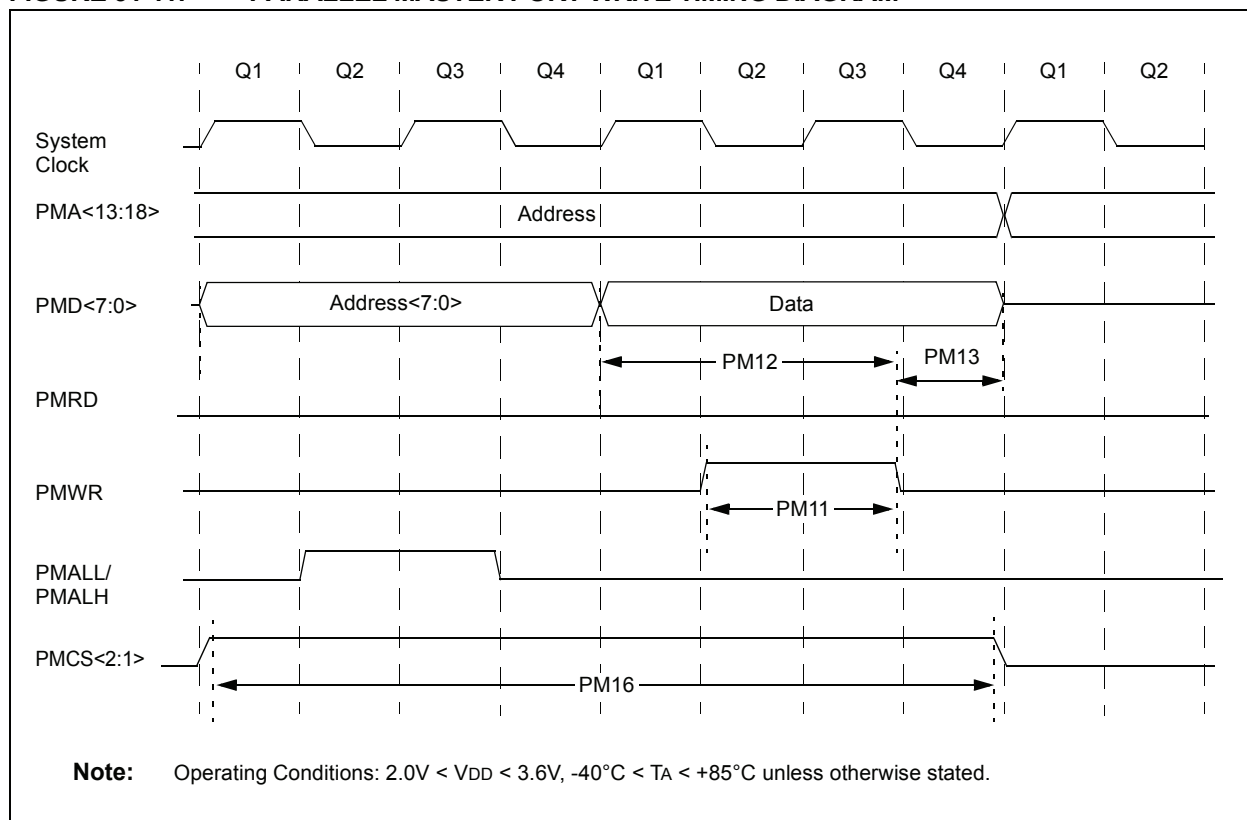 Q1 Q2 Q3 Q4 Q1 Q2 Q3 Q4 Q1 Q2
System
Clock
PMA<13:18>
Address
PMD<7:0>
Address<7:0>
Data
PM12
PM13
PMRD
PMWR
PM11
PMALL/
PMALH
PMCS<2:1>
PM16
Note: Operating Conditions: 2.0V < VDD < 3.6V, -40°C < TA < +85°C unless otherwise stated.